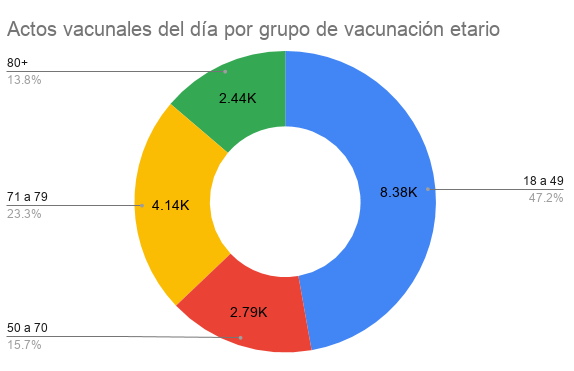 Actos vacunales del día por grupo de vacunación etario
80+
13.8%
2.44K
18 a 49
47.2%
8.38K
71 a 79
23.3%
4.14K
2.79K
50 a 70
15.7%